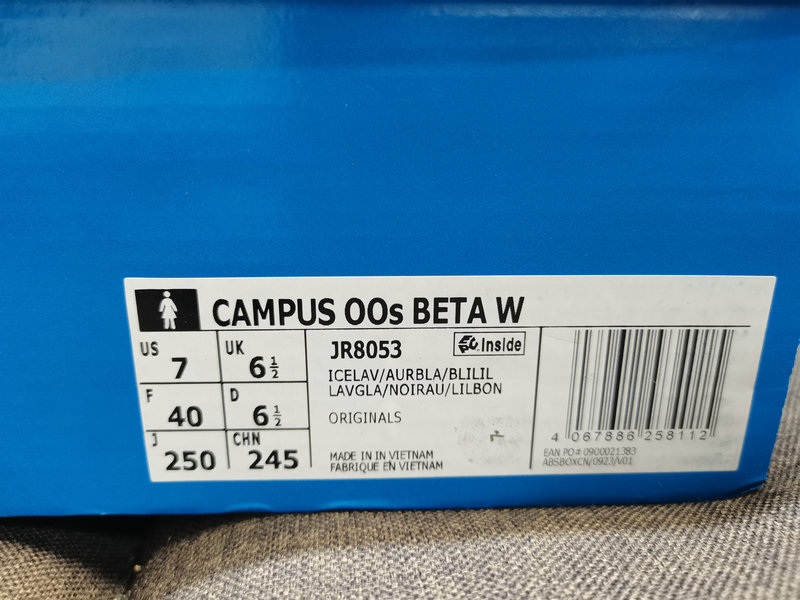 CAMPUS 00s BETA W
US 7 UK 6½
F 40 D 6½
J 250 CHN 245
JR8053
Inside
ICELAV/AURBLA/BLILIL
LAVGLA/NOIRAU/LILBON
ORIGINALS
MADE IN IN VIETNAM
FABRIQUE EN VIETNAM
4 067886 258112
EAN PO# 0900021383
ABSBOXCN/0923/V01